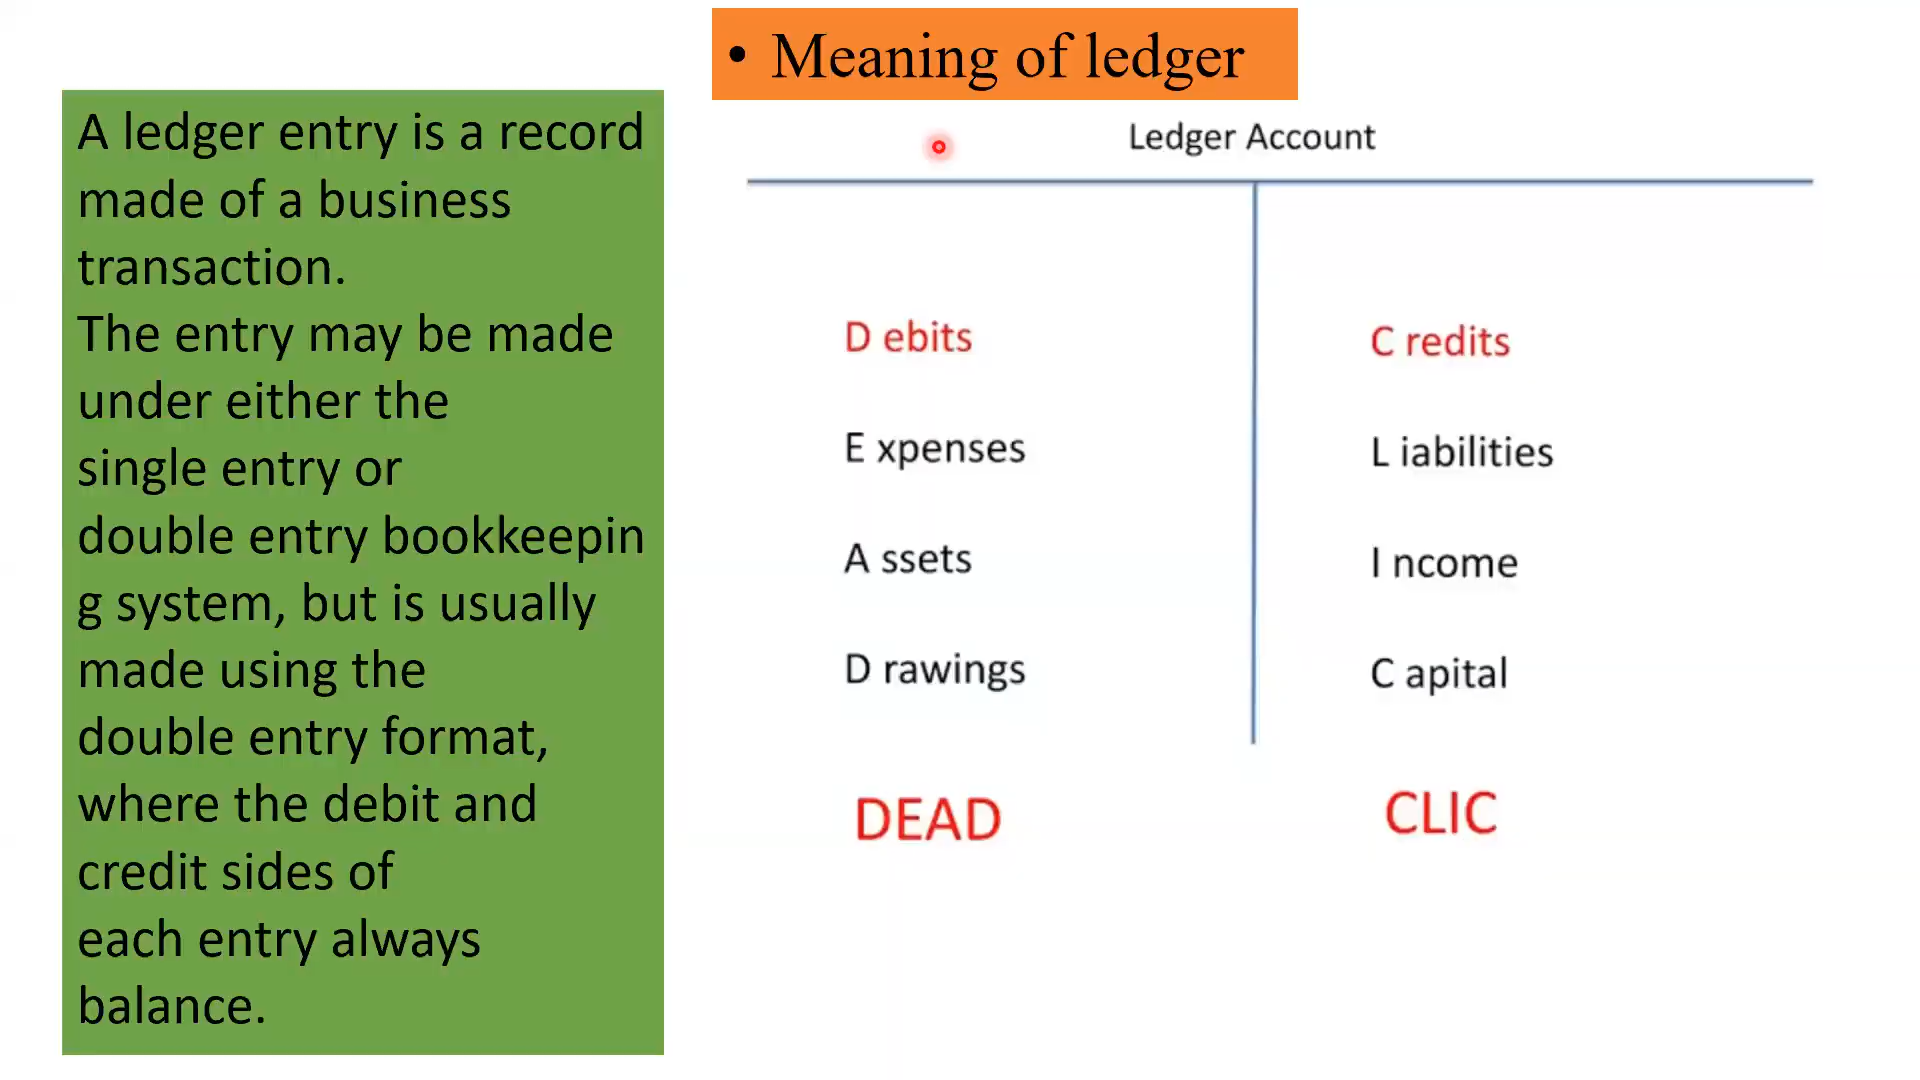 • Meaning of ledger
A ledger entry is a record
made of a business
transaction.
The entry may be made
under either the
single entry or
double entry bookkeepin
g system, but is usually
made using the
double entry format,
where the debit and
credit sides of
each entry always
balance.
Ledger Account
D ebits
E xpenses
A ssets
D rawings
DEAD
C redits
L iabilities
I ncome
C apital
CLIC